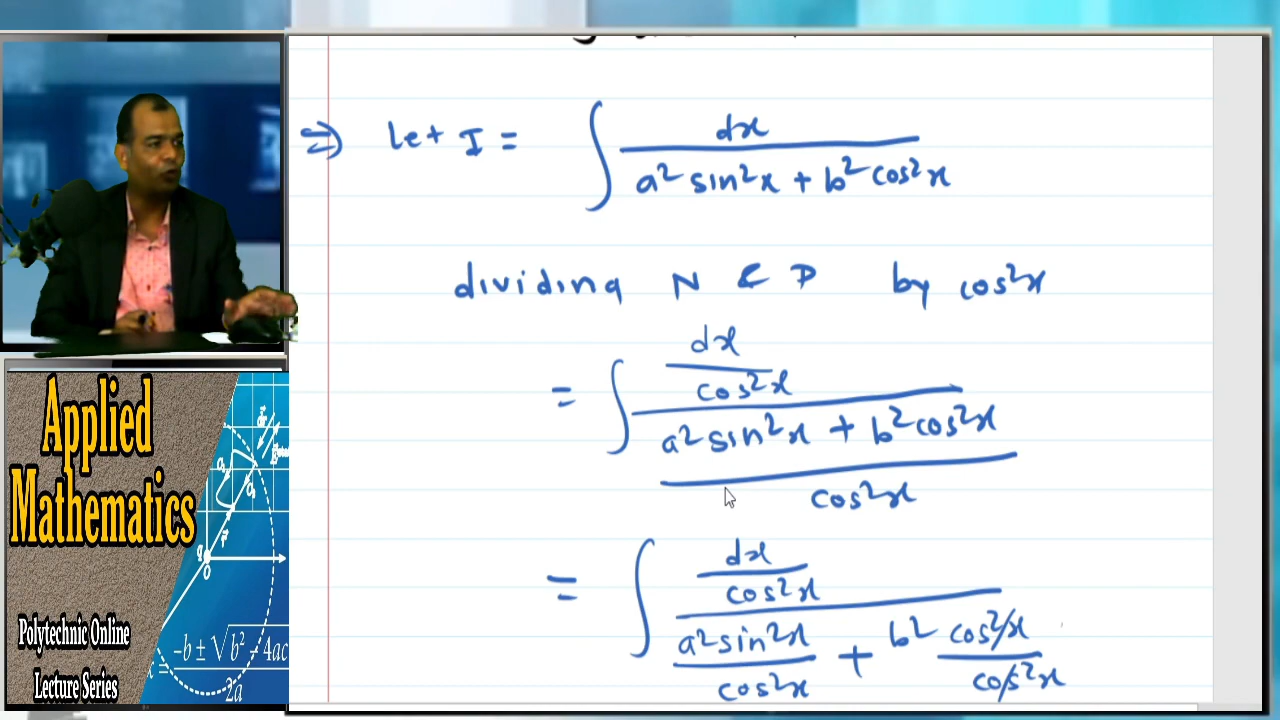 ⇒ let I = ∫ dx / (a² sin²x + b² cos²x)
dividing N & D by cos²x
= ∫ (dx / cos²x) / ((a² sin²x + b² cos²x) / cos²x)
= ∫ (dx / cos²x) / (a² sin²x / cos²x + b² cos²x / cos²x)
Applied
Mathematics
Polytechnic Online
Lecture Series
-b ± √b² - 4ac
2a